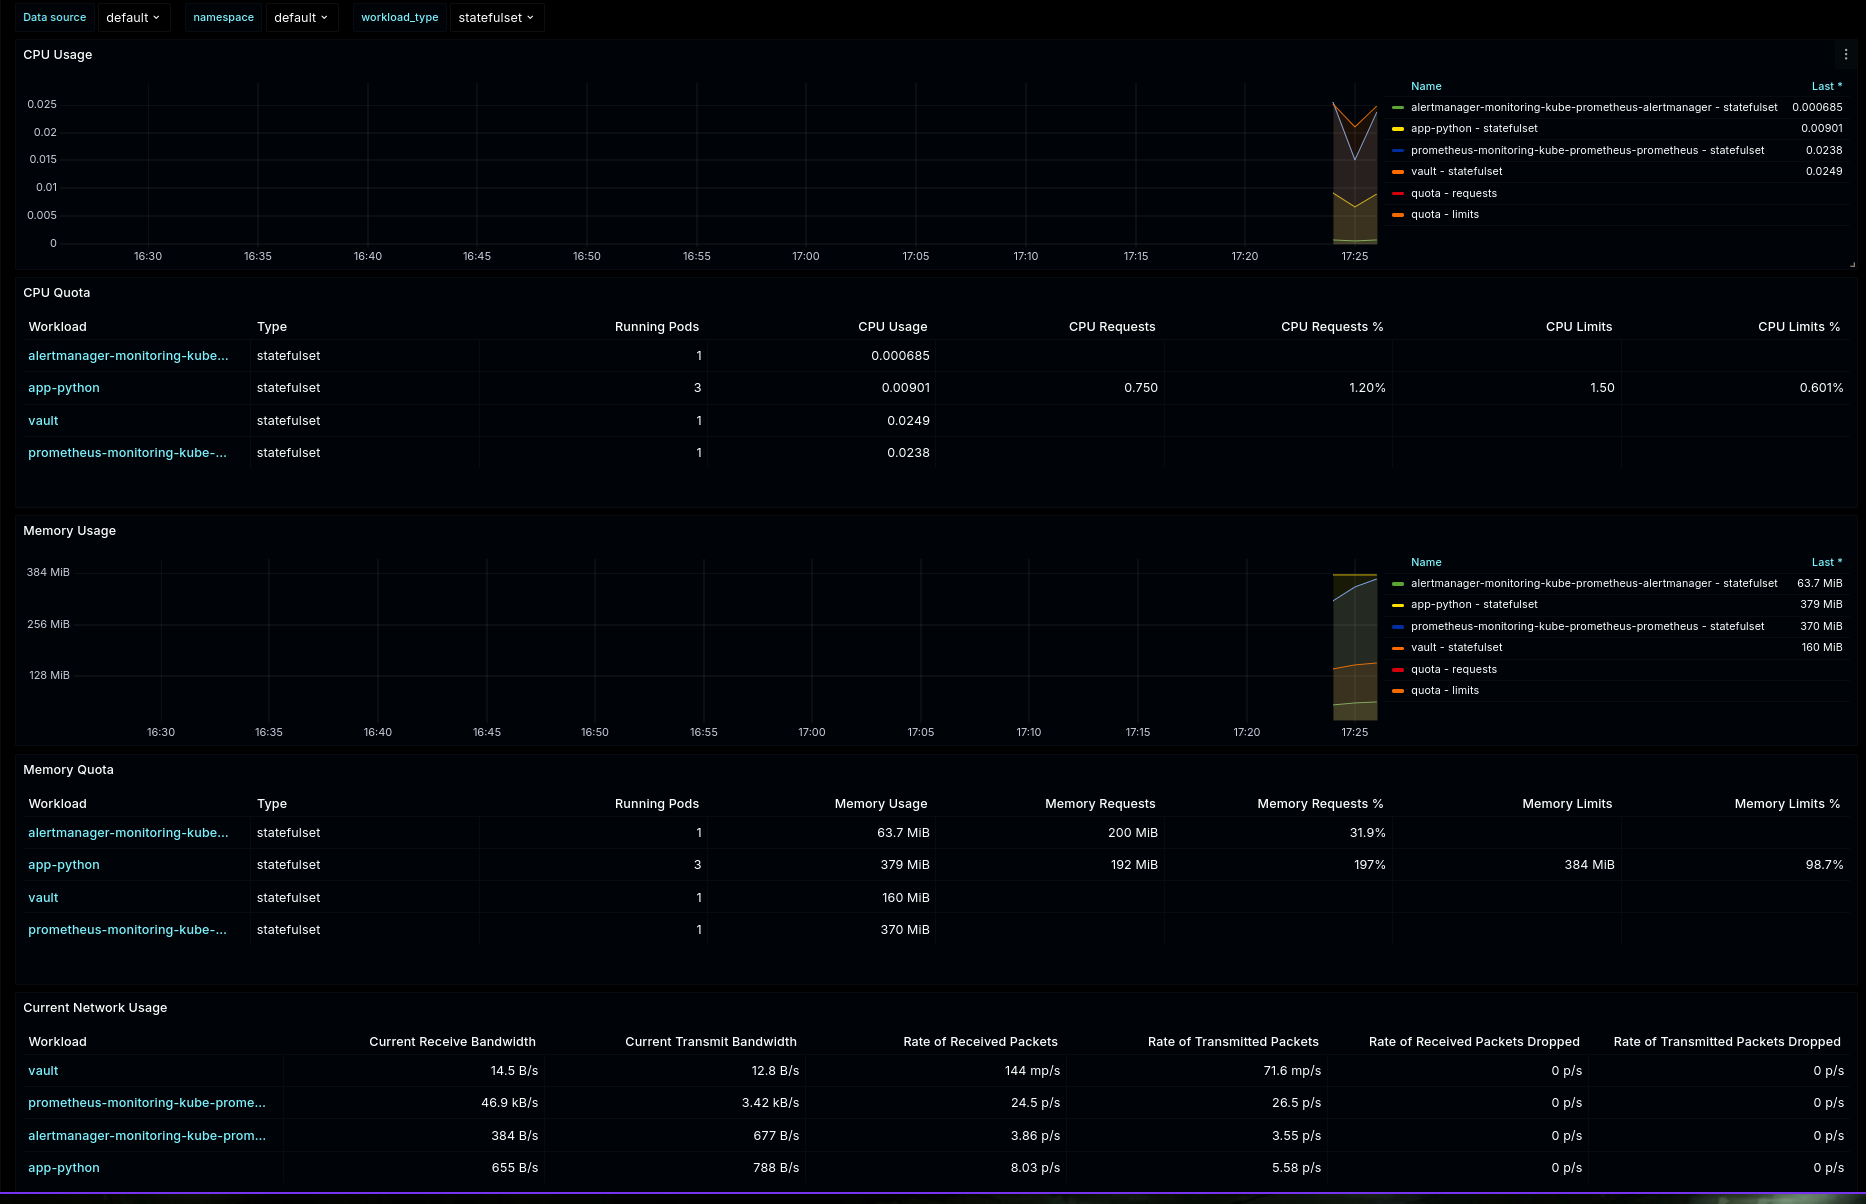 Data source default namespace default workload_type statefulset
CPU Usage
Name Last *
0.025 alertmanager-monitoring-kube-prometheus-alertmanager - statefulset 0.000685
0.02 app-python - statefulset 0.00901
0.015 prometheus-monitoring-kube-prometheus-prometheus - statefulset 0.0238
vault - statefulset 0.0249
0.01 quota - requests
0.005 quota - limits
0
16:30 16:35 16:40 16:45 16:50 16:55 17:00 17:05 17:10 17:15 17:20 17:25
CPU Quota
Workload Type Running Pods CPU Usage CPU Requests CPU Requests % CPU Limits CPU Limits %
alertmanager-monitoring-kube... statefulset 1 0.000685
app-python statefulset 3 0.00901 0.750 1.20% 1.50 0.601%
vault statefulset 1 0.0249
prometheus-monitoring-kube-... statefulset 1 0.0238
Memory Usage
Name Last *
384 MiB alertmanager-monitoring-kube-prometheus-alertmanager - statefulset 63.7 MiB
app-python - statefulset 379 MiB
256 MiB prometheus-monitoring-kube-prometheus-prometheus - statefulset 370 MiB
vault - statefulset 160 MiB
128 MiB quota - requests
quota - limits
16:30 16:35 16:40 16:45 16:50 16:55 17:00 17:05 17:10 17:15 17:20 17:25
Memory Quota
Workload Type Running Pods Memory Usage Memory Requests Memory Requests % Memory Limits Memory Limits %
alertmanager-monitoring-kube... statefulset 1 63.7 MiB 200 MiB 31.9%
app-python statefulset 3 379 MiB 192 MiB 197% 384 MiB 98.7%
vault statefulset 1 160 MiB
prometheus-monitoring-kube-... statefulset 1 370 MiB
Current Network Usage
Workload Current Receive Bandwidth Current Transmit Bandwidth Rate of Received Packets Rate of Transmitted Packets Rate of Received Packets Dropped Rate of Transmitted Packets Dropped
vault 14.5 B/s 12.8 B/s 144 mp/s 71.6 mp/s 0 p/s 0 p/s
prometheus-monitoring-kube-prome... 46.9 kB/s 3.42 kB/s 24.5 p/s 26.5 p/s 0 p/s 0 p/s
alertmanager-monitoring-kube-prom... 384 B/s 677 B/s 3.86 p/s 3.55 p/s 0 p/s 0 p/s
app-python 655 B/s 788 B/s 8.03 p/s 5.58 p/s 0 p/s 0 p/s